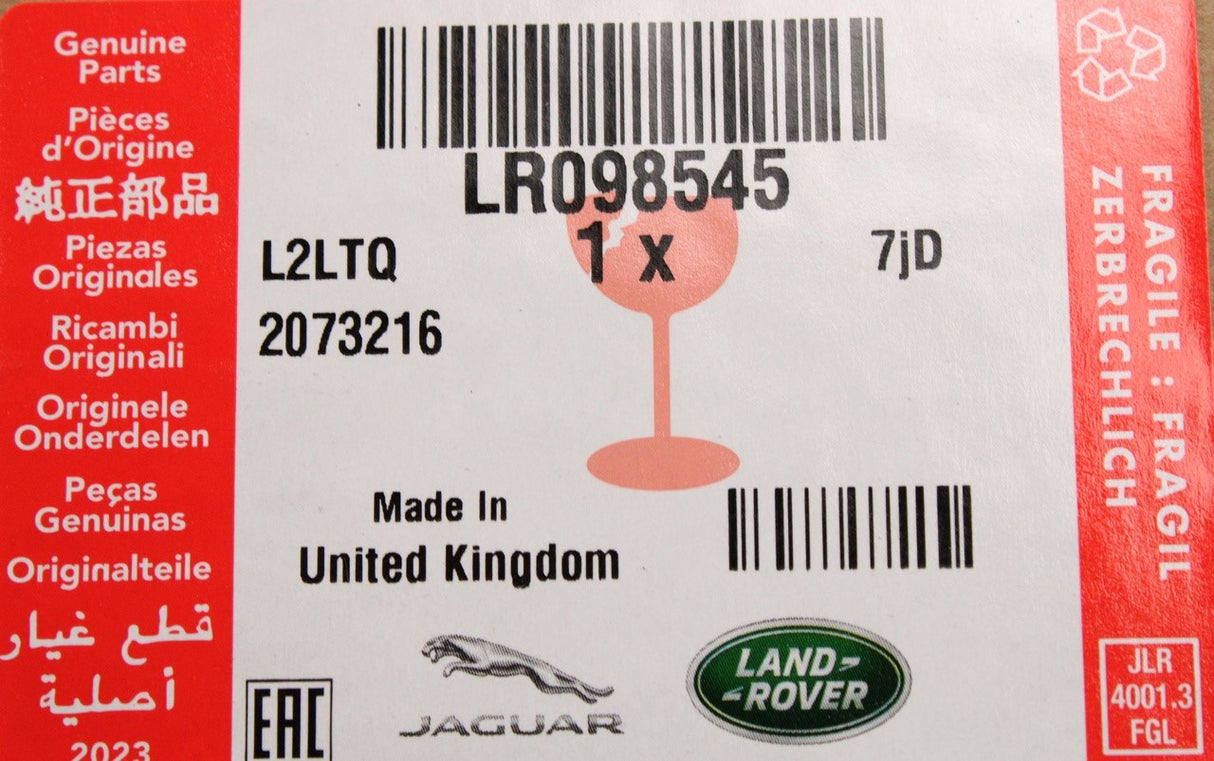 Genuine
Parts
Pièces
d'Origine
純正部品
Piezas
Originales
Ricambi
Originali
Originele
Onderdelen
Peças
Genuinas
Originalteile
قطع غيار
أصلية
2023
LR098545
1 x
7jD
L2LTQ
2073216
Made In
United Kingdom
EAC
JAGUAR
LAND
ROVER
FRAGILE : FRAGIL
ZERBRECHLICH
JLR
4001.3
FGL